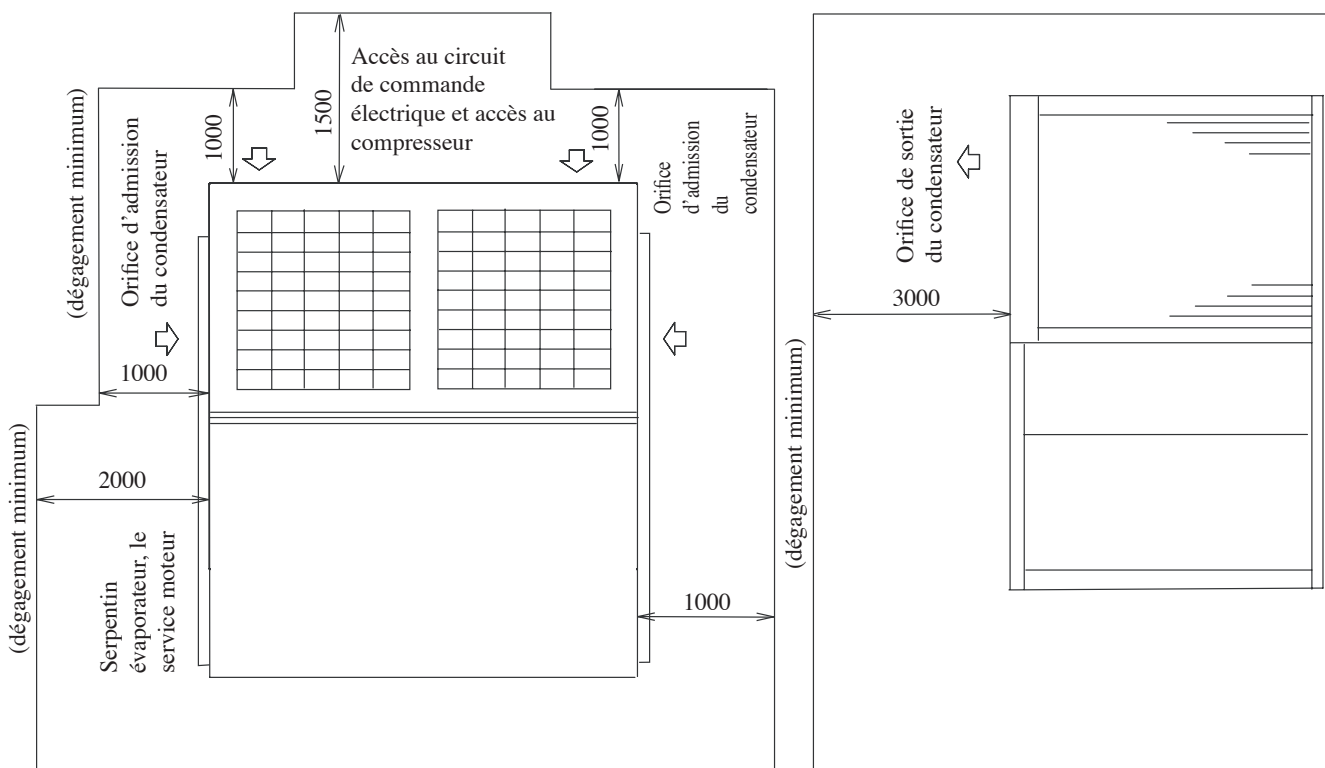 Accès au circuit
de commande
électrique et accès au
compresseur
1500
1000
1000
(dégagement minimum)
Orifice d'admission
du condensateur
Orifice
d'admission
du
condensateur
1000
(dégagement minimum)
2000
Serpentin
évaporateur, le
service moteur
1000
Orifice de sortie
du condensateur
3000
(dégagement minimum)